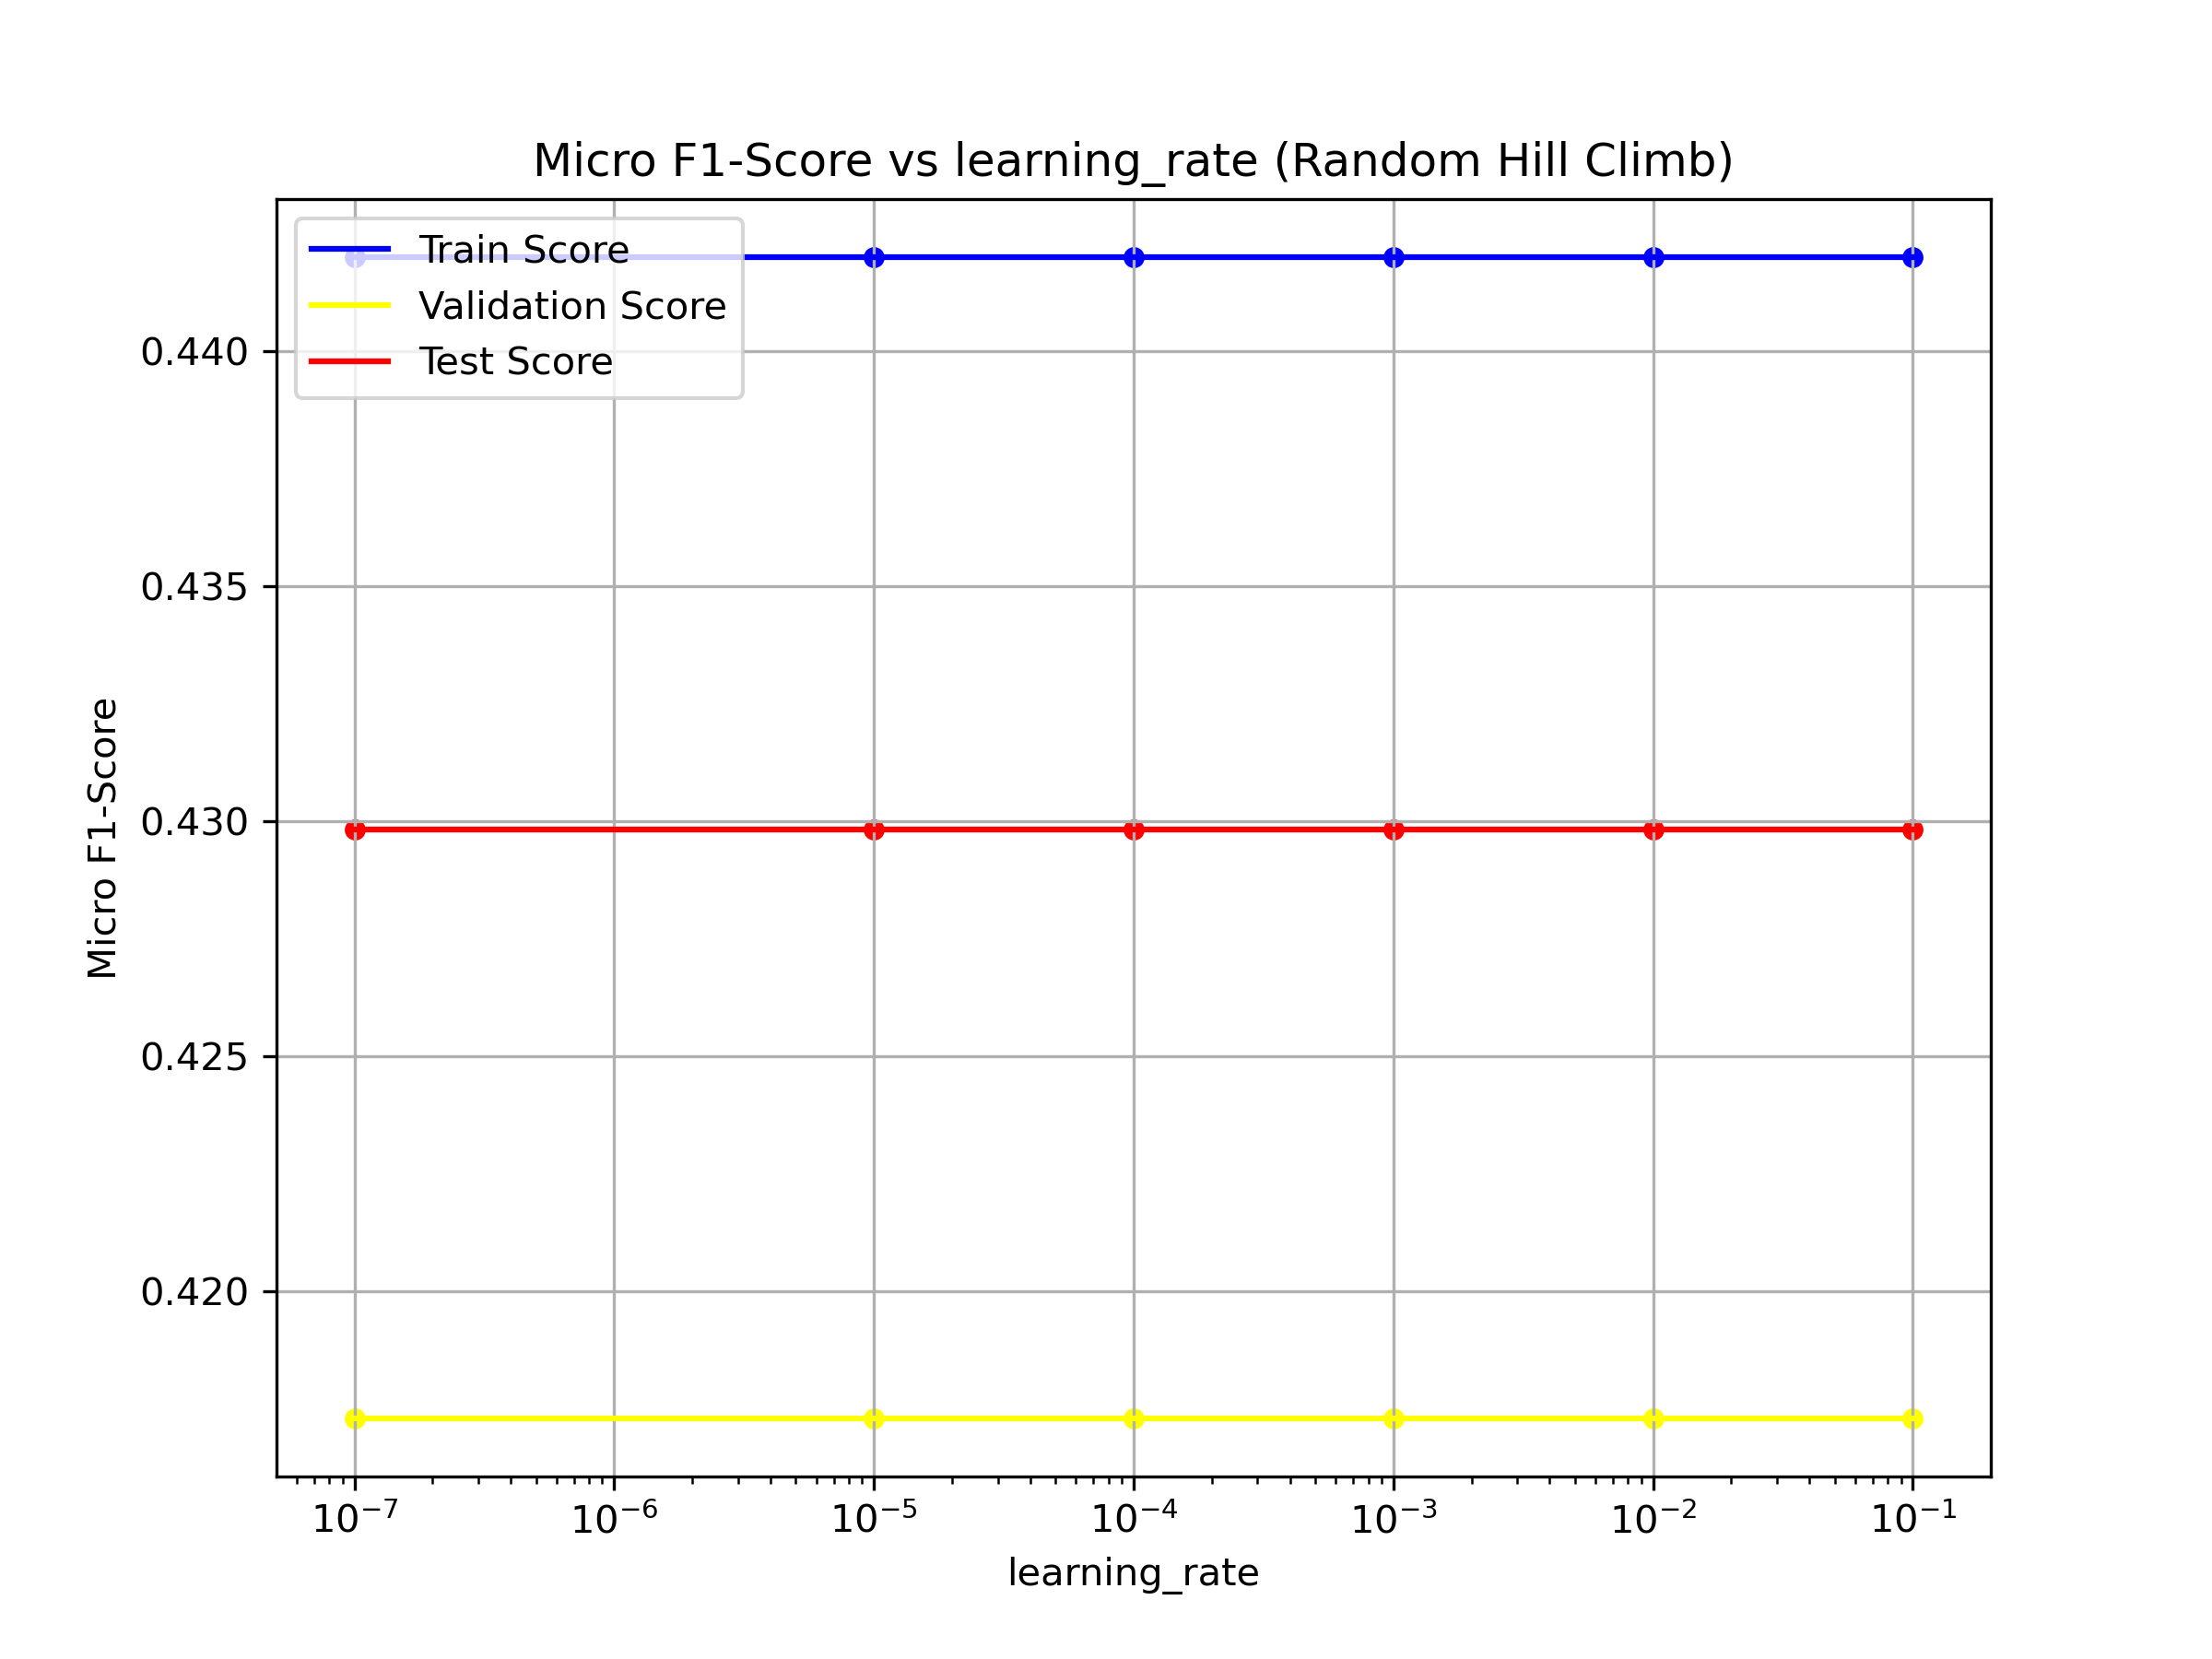 Micro F1-Score vs learning_rate (Random Hill Climb)
Train Score
Validation Score
Test Score
0.440
0.435
0.430
0.425
0.420
Micro F1-Score
10⁻⁷ 10⁻⁶ 10⁻⁵ 10⁻⁴ 10⁻³ 10⁻² 10⁻¹
learning_rate